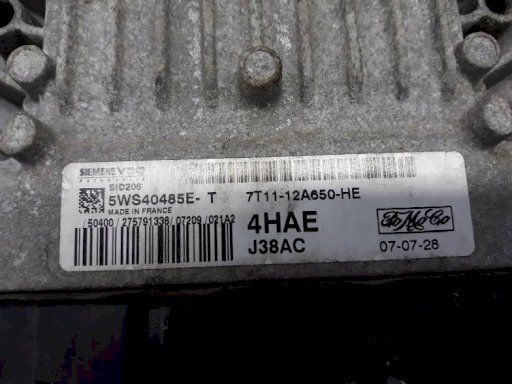 SIEMENS VDO
SID206
5WS40485E- T
MADE IN FRANCE
/50400/275791336/07209/021A2
7T11-12A650-HE
4HAE
J38AC
FoMoCo
07-07-28